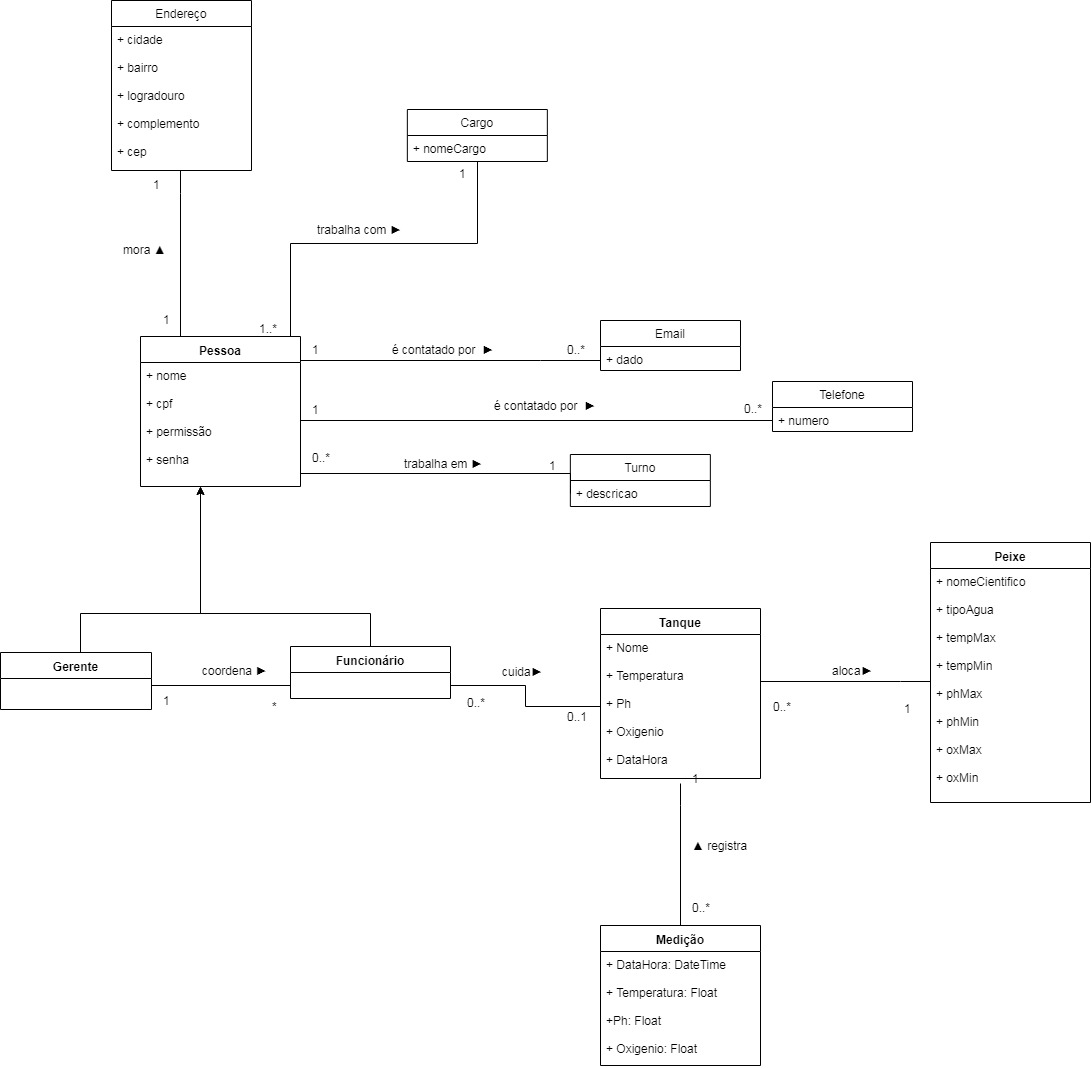 Endereço
+ cidade
+ bairro
+ logradouro
+ complemento
+ cep
1
mora ▲
1
Cargo
+ nomeCargo
1
trabalha com ►
1..*
Pessoa
+ nome
+ cpf
+ permissão
+ senha
1
é contatado por ►
0..*
Email
+ dado
1
é contatado por ►
0..*
Telefone
+ numero
0..*
trabalha em ►
1
Turno
+ descricao
Gerente
coordena ►
1
*
Funcionário
cuida►
0..*
0..1
Tanque
+ Nome
+ Temperatura
+ Ph
+ Oxigenio
+ DataHora
aloca►
0..*
1
Peixe
+ nomeCientifico
+ tipoAgua
+ tempMax
+ tempMin
+ phMax
+ phMin
+ oxMax
+ oxMin
1
▲ registra
0..*
Medição
+ DataHora: DateTime
+ Temperatura: Float
+Ph: Float
+ Oxigenio: Float